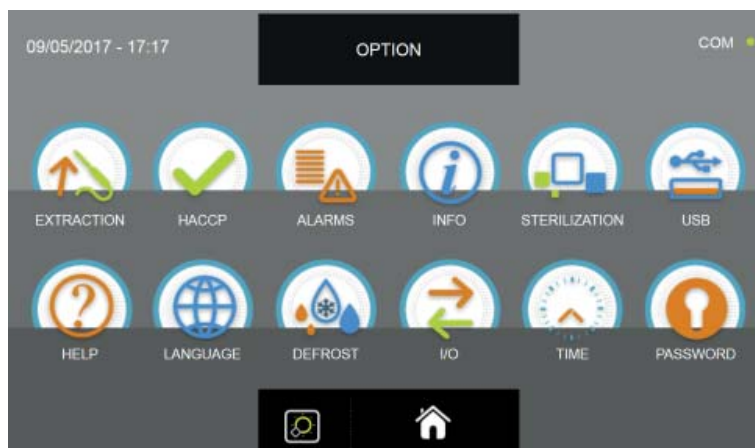 09/05/2017 - 17:17 OPTION COM
EXTRACTION HACCP ALARMS INFO STERILIZATION USB
HELP LANGUAGE DEFROST I/O TIME PASSWORD